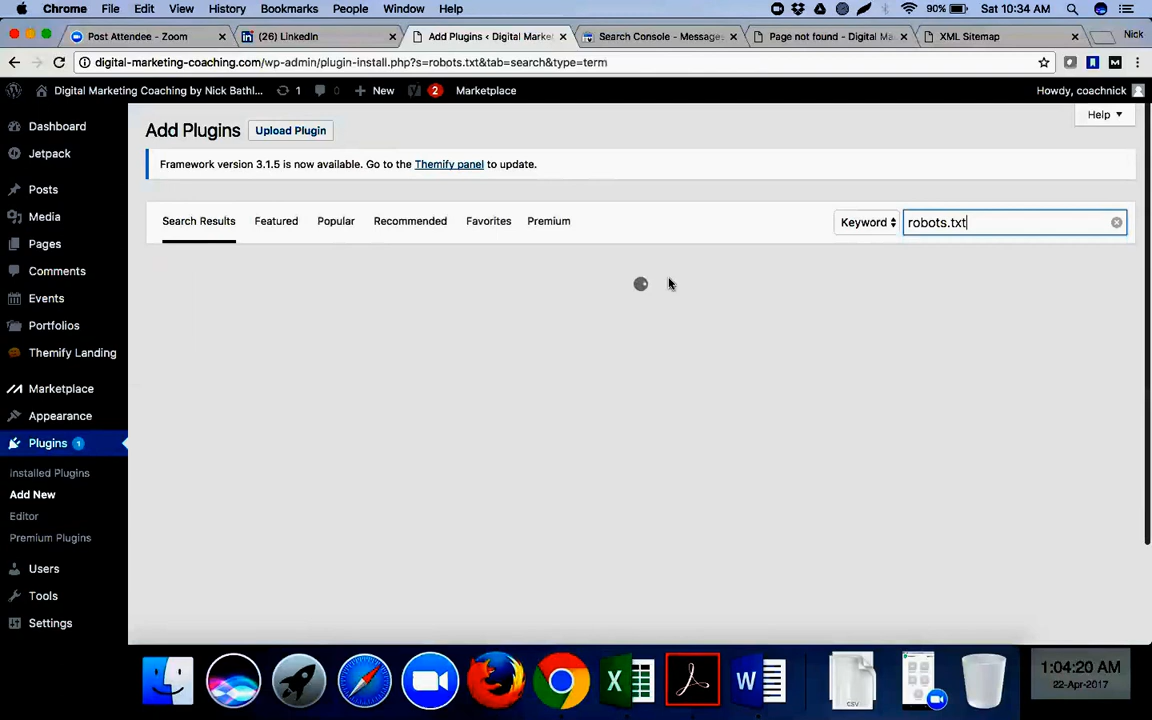 Chrome File Edit View History Bookmarks People Window Help 90% Sat 10:34 AM
Post Attendee - Zoom
(26) LinkedIn
Add Plugins ‹ Digital Marke
Search Console - Message
Page not found - Digital Ma
XML Sitemap
Nick
digital-marketing-coaching.com/wp-admin/plugin-install.php?s=robots.txt&tab=search&type=term
Digital Marketing Coaching by Nick Bathl... 1 0 New 2 Marketplace
Howdy, coachnick
Dashboard
Jetpack
Posts
Media
Pages
Comments
Events
Portfolios
Themify Landing
Marketplace
Appearance
Plugins 1
Installed Plugins
Add New
Editor
Premium Plugins
Users
Tools
Settings
Help
Add Plugins Upload Plugin
Framework version 3.1.5 is now available. Go to the Themify panel to update.
Search Results Featured Popular Recommended Favorites Premium
Keyword robots.txt
X
W
CSV
1:04:20 AM
22-Apr-2017